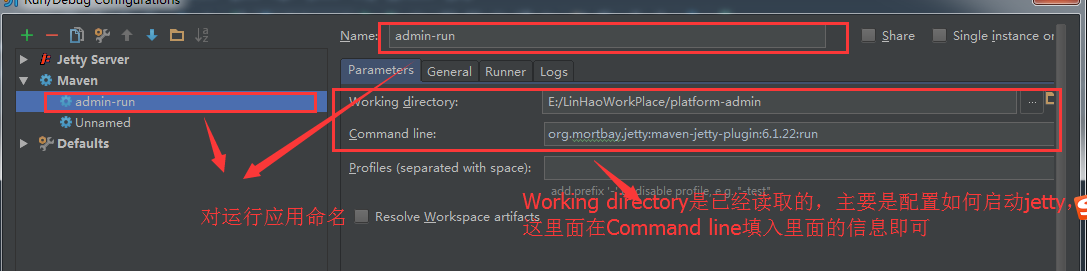 Run/Debug Configurations
Name: admin-run
Share
Single instance on
Jetty Server
Maven
admin-run
Unnamed
Defaults
Parameters General Runner Logs
Working directory: E:/LinHaoWorkPlace/platform-admin ...
Command line: org.mortbay.jetty:maven-jetty-plugin:6.1.22:run
Profiles (separated with space):
add prefix '-' disable profile, e.g. "-test"
Resolve Workspace artifacts
对运行应用命名
Working directory是已经读取的，主要是配置如何启动jetty，
这里面在Command line填入里面的信息即可